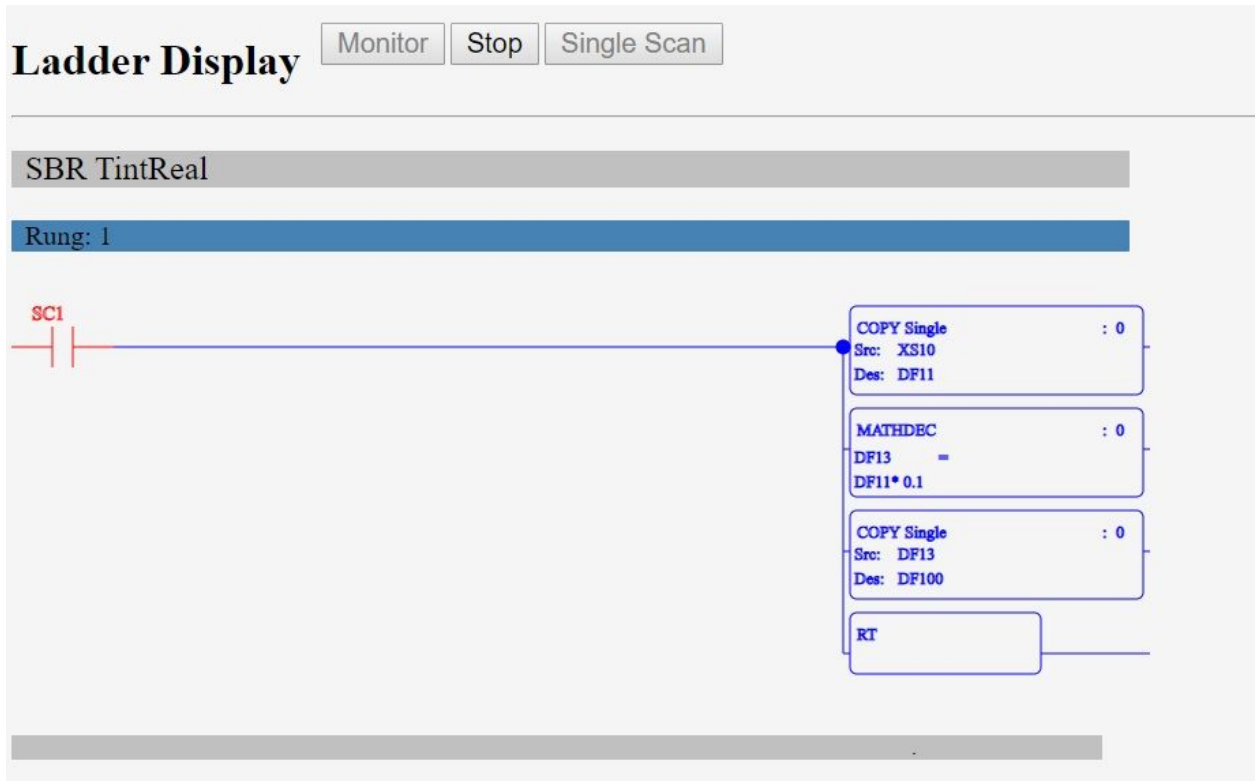 Ladder Display Monitor Stop Single Scan
SBR TintReal
Rung: 1
SC1
COPY Single : 0
Src: XS10
Des: DF11
MATHDEC : 0
DF13 =
DF11* 0.1
COPY Single : 0
Src: DF13
Des: DF100
RT